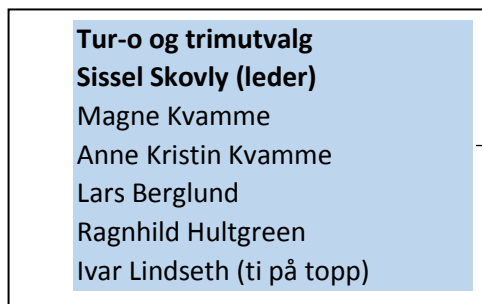 Tur-o og trimutvalg
Sissel Skovly (leder)
Magne Kvamme
Anne Kristin Kvamme
Lars Berglund
Ragnhild Hultgreen
Ivar Lindseth (ti på topp)